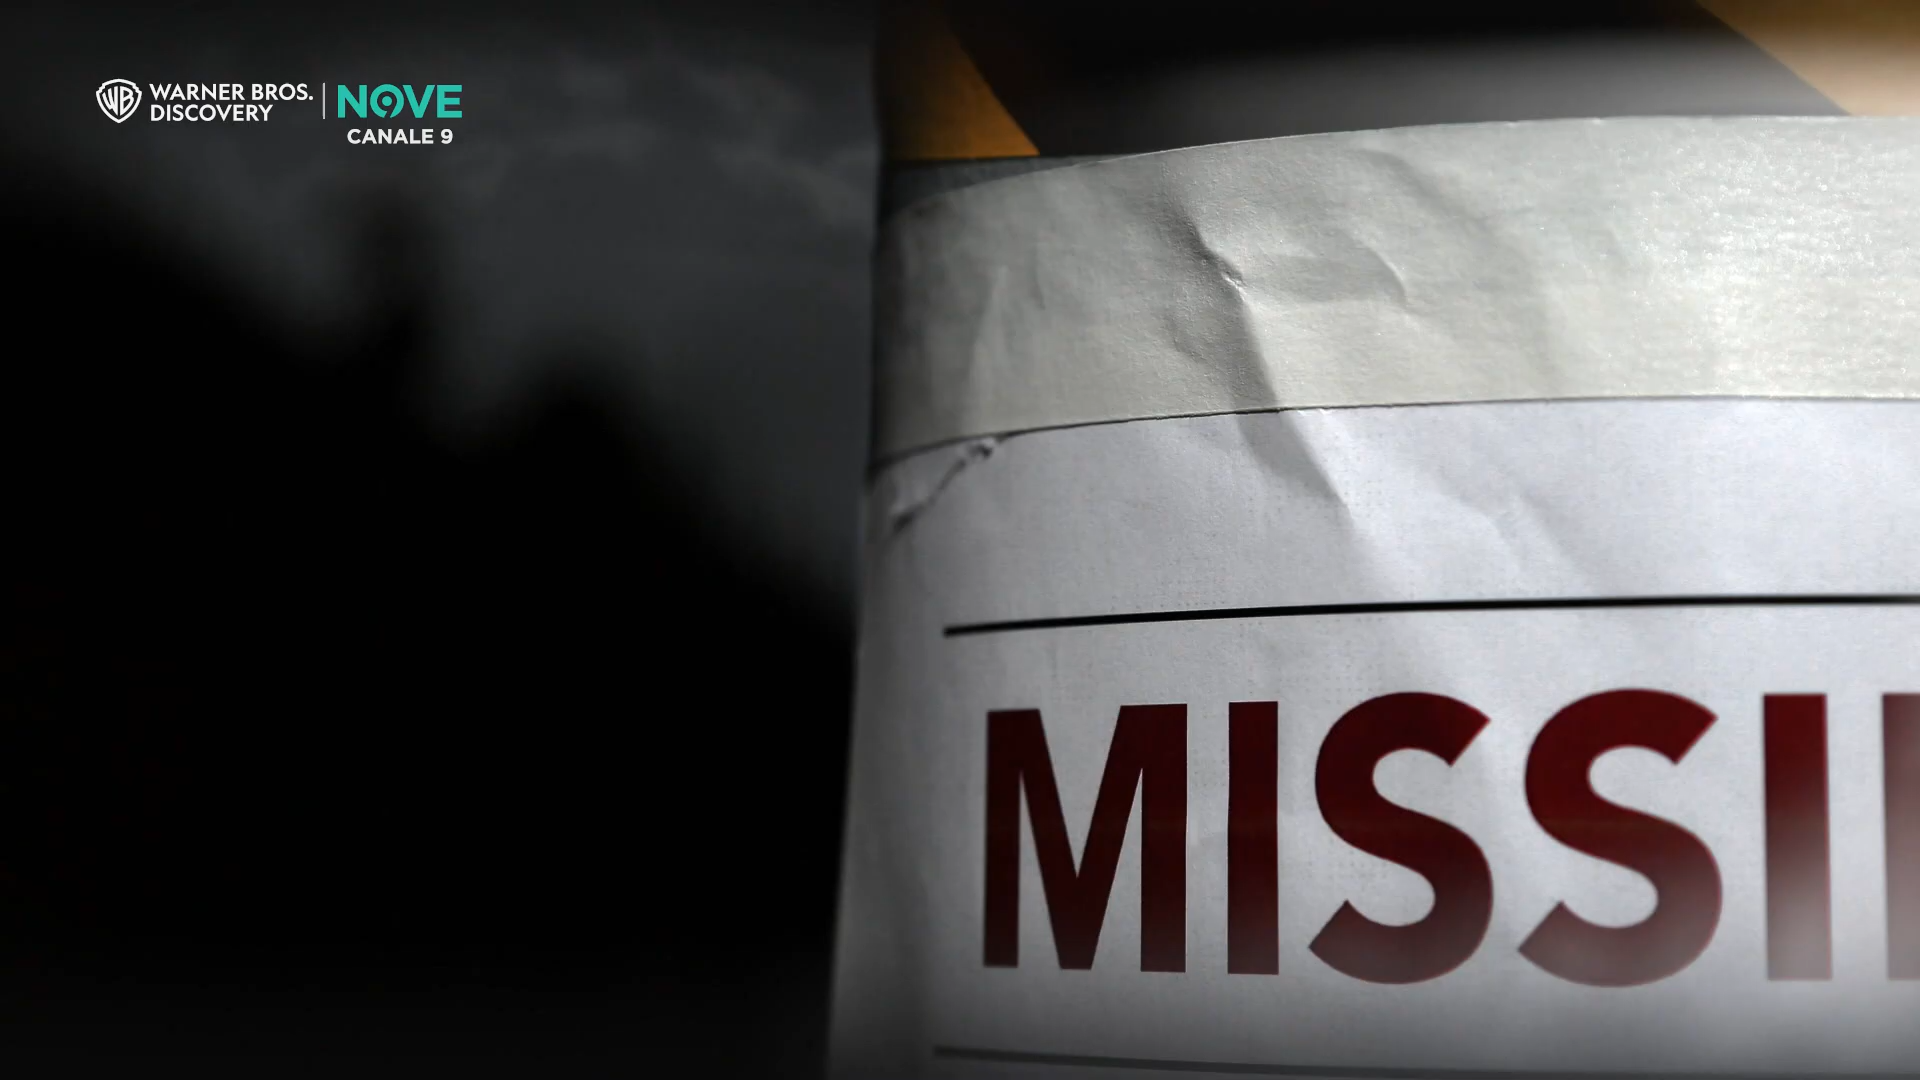 WARNER BROS.
DISCOVERY
NOVE
CANALE 9
MISSI